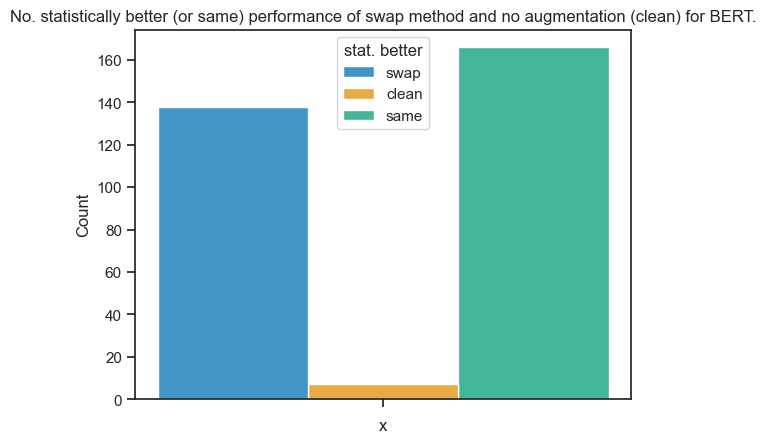 No. statistically better (or same) performance of swap method and no augmentation (clean) for BERT.
stat. better
swap
clean
same
Count
160
140
120
100
80
60
40
20
0
x